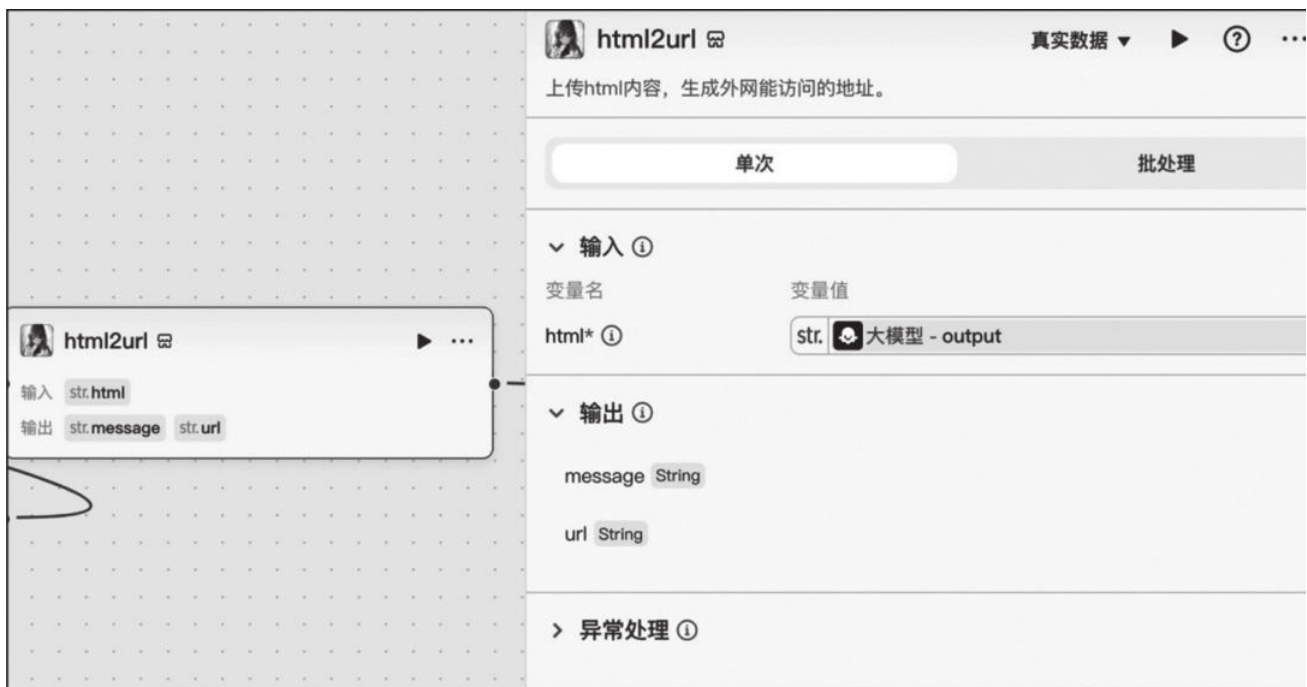 html2url
输入 str.html
输出 str.message str.url
html2url 真实数据
上传html内容，生成外网能访问的地址。
单次 批处理
输入
变量名 变量值
html* str. 大模型 - output
输出
message String
url String
异常处理